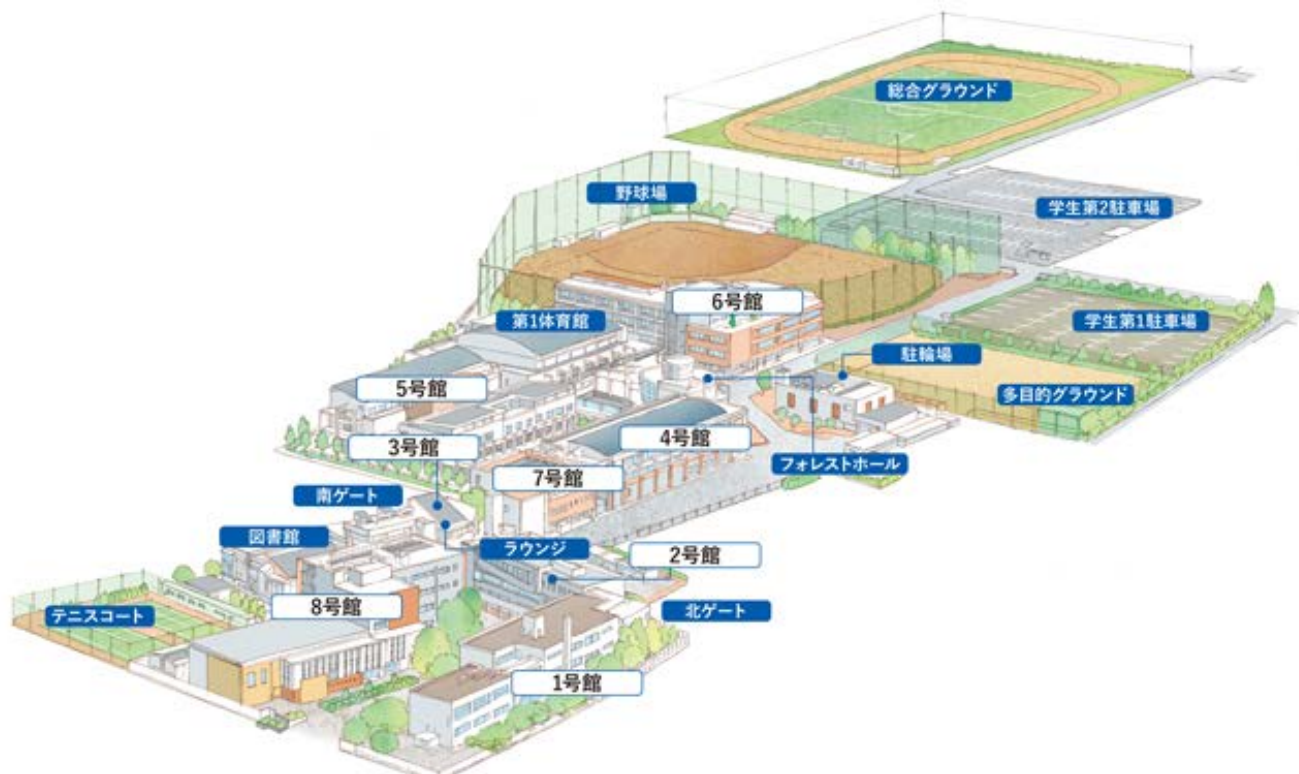 総合グラウンド
野球場
学生第2駐車場
6号館
第1体育館
学生第1駐車場
駐輪場
5号館
多目的グラウンド
4号館
3号館
フォレストホール
7号館
南ゲート
図書館
ラウンジ
2号館
8号館
テニスコート
北ゲート
1号館